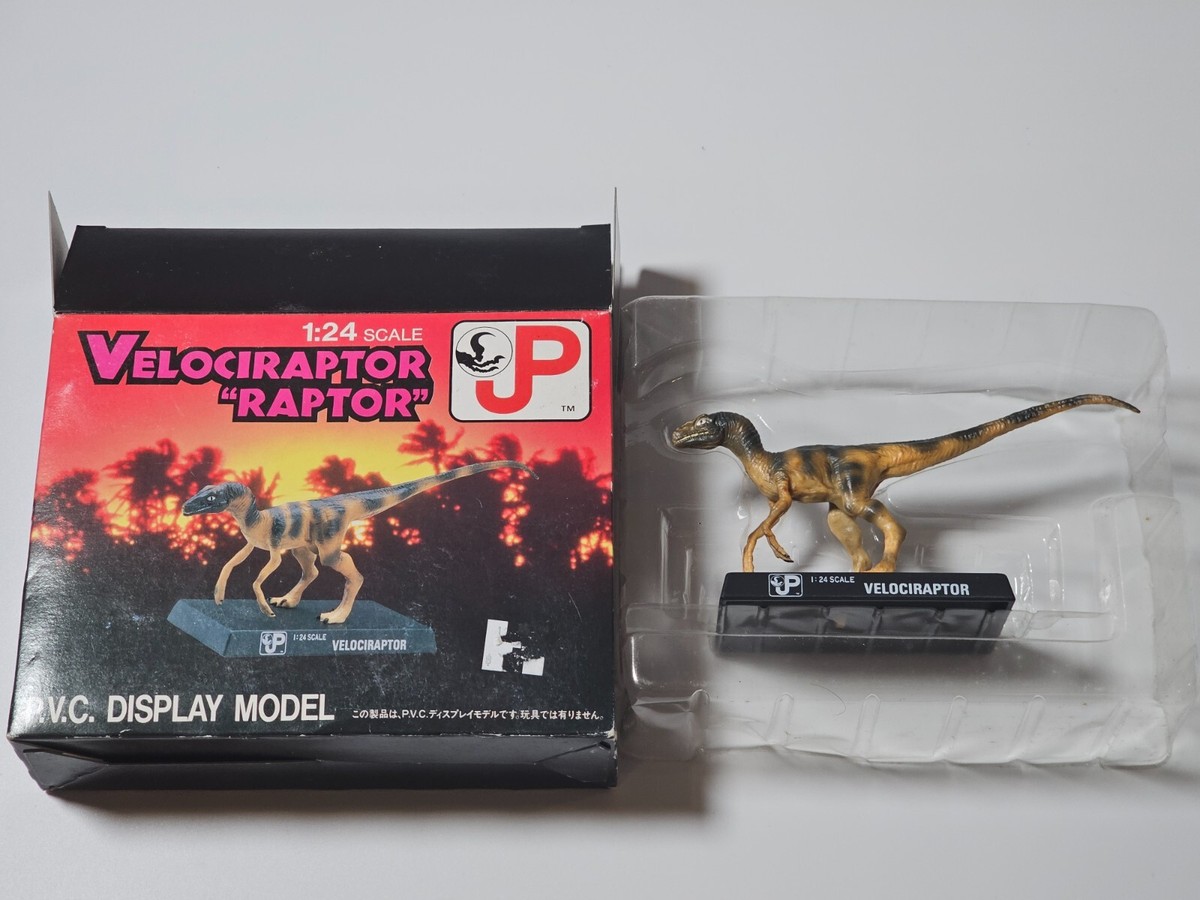 1:24 SCALE
VELOCIRAPTOR
“RAPTOR”
JP
TM
JP 1:24 SCALE VELOCIRAPTOR
P.V.C. DISPLAY MODEL
この製品は、P.V.C.ディスプレイモデルです。玩具では有りません。
JP 1:24 SCALE VELOCIRAPTOR